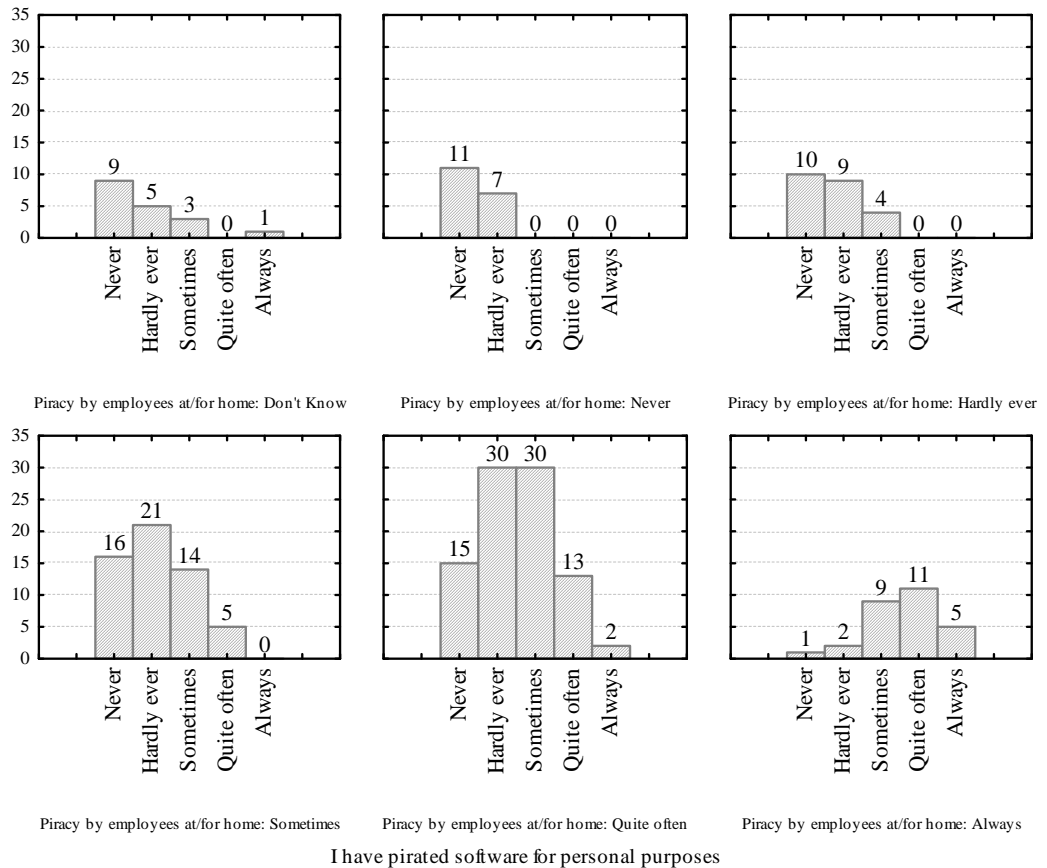 35
30
25
20
15
10
5
0
9 5 3 0 1
11 7 0 0 0
10 9 4 0 0
Never Hardly ever Sometimes Quite often Always
Never Hardly ever Sometimes Quite often Always
Never Hardly ever Sometimes Quite often Always
Piracy by employees at/for home: Don't Know
Piracy by employees at/for home: Never
Piracy by employees at/for home: Hardly ever
35
30
25
20
15
10
5
0
16 21 14 5 0
15 30 30 13 2
1 2 9 11 5
Never Hardly ever Sometimes Quite often Always
Never Hardly ever Sometimes Quite often Always
Never Hardly ever Sometimes Quite often Always
Piracy by employees at/for home: Sometimes
Piracy by employees at/for home: Quite often
Piracy by employees at/for home: Always
I have pirated software for personal purposes